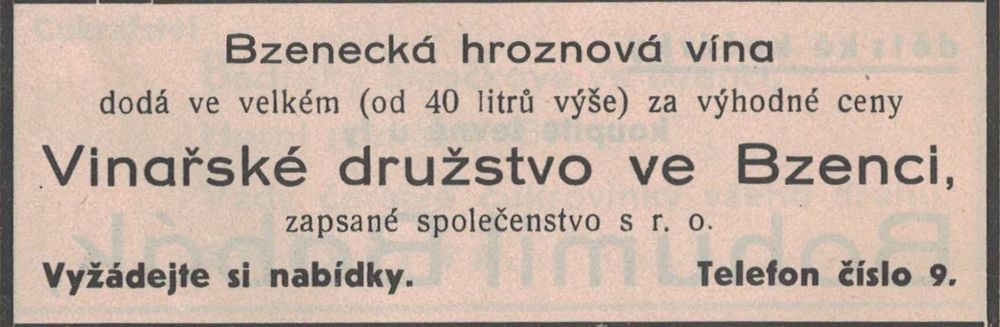 Bzenecká hroznová vína
dodá ve velkém (od 40 litrů výše) za výhodné ceny
Vinařské družstvo ve Bzenci,
zapsané společenstvo s r. o.
Vyžádejte si nabídky. Telefon číslo 9.